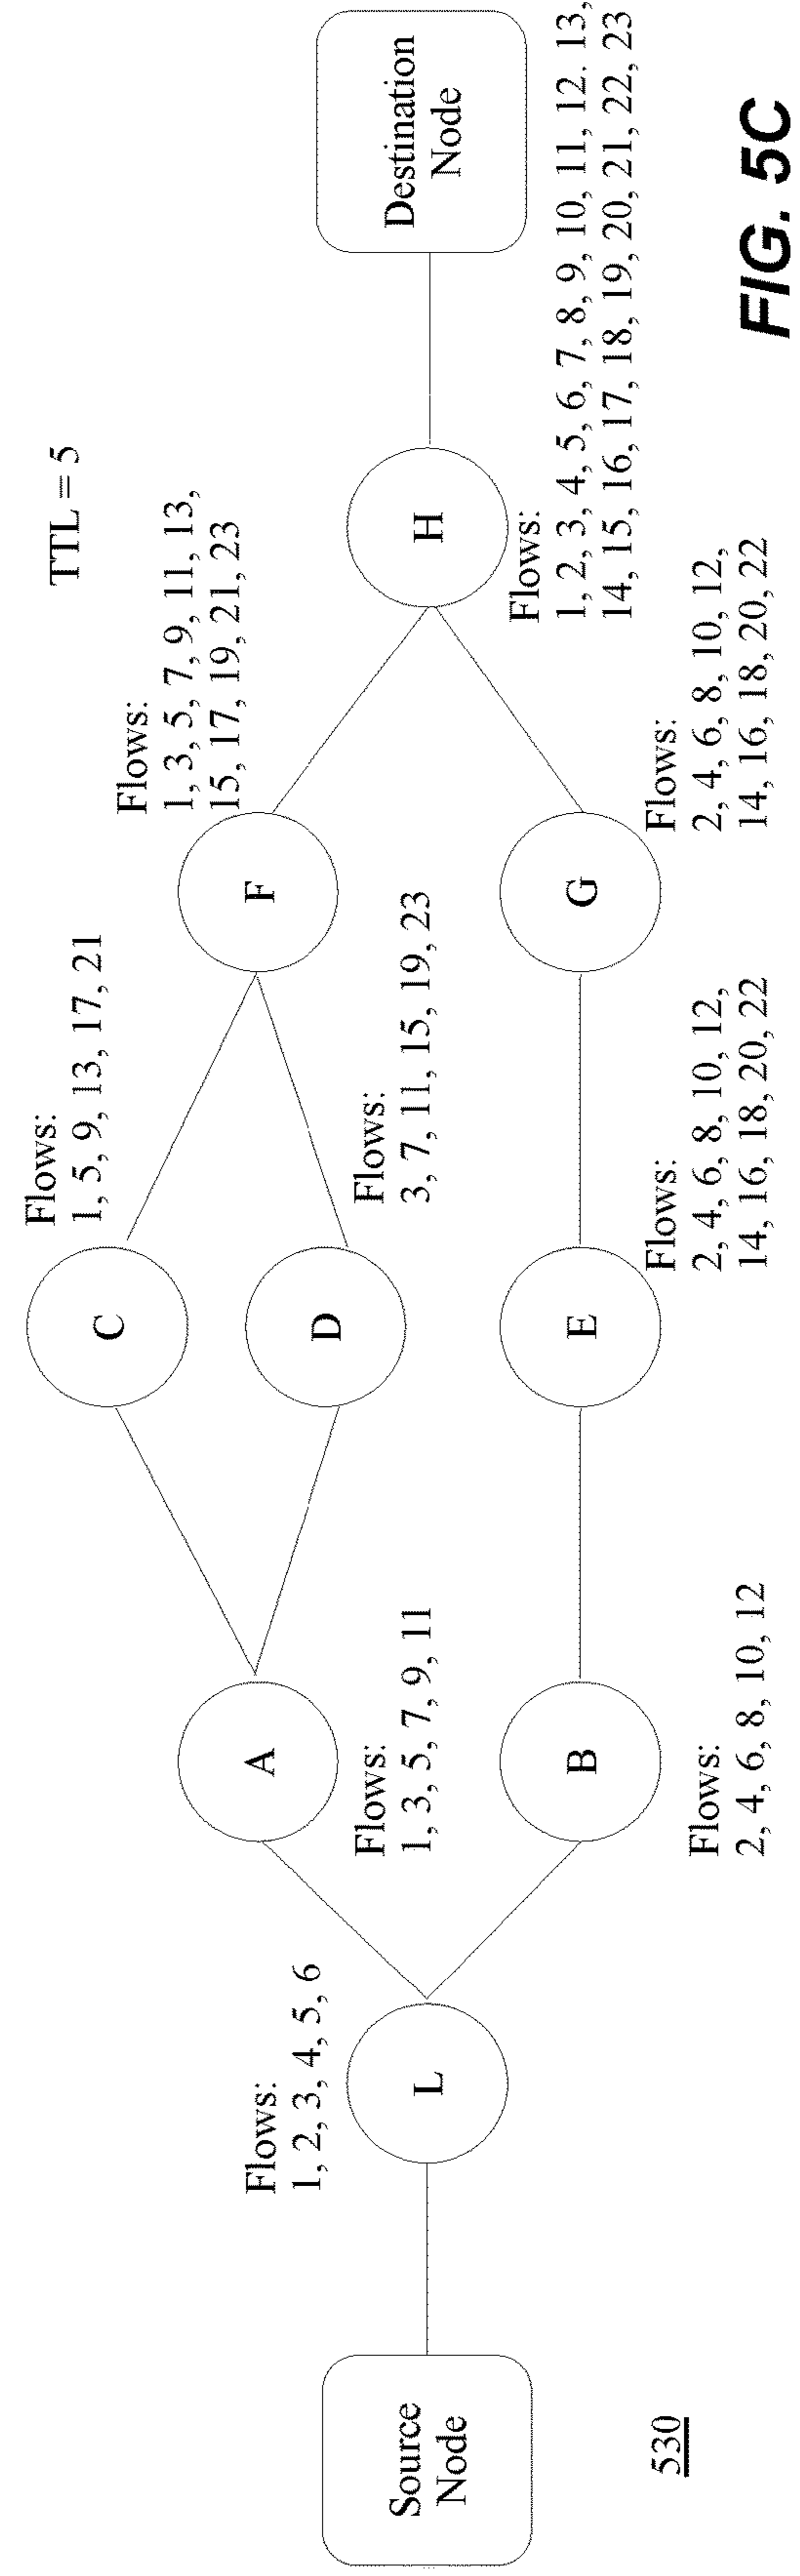 530
Source
Node
L
Flows:
1, 2, 3, 4, 5, 6
A
Flows:
1, 3, 5, 7, 9, 11
B
Flows:
2, 4, 6, 8, 10, 12
C
Flows:
1, 5, 9, 13, 17, 21
D
Flows:
3, 7, 11, 15, 19, 23
E
Flows:
2, 4, 6, 8, 10, 12,
14, 16, 18, 20, 22
F
Flows:
1, 3, 5, 7, 9, 11, 13,
15, 17, 19, 21, 23
G
Flows:
2, 4, 6, 8, 10, 12,
14, 16, 18, 20, 22
TTL = 5
H
Flows:
1, 2, 3, 4, 5, 6, 7, 8, 9, 10, 11, 12. 13,
14, 15, 16, 17, 18, 19, 20, 21, 22, 23
Destination
Node
FIG. 5C